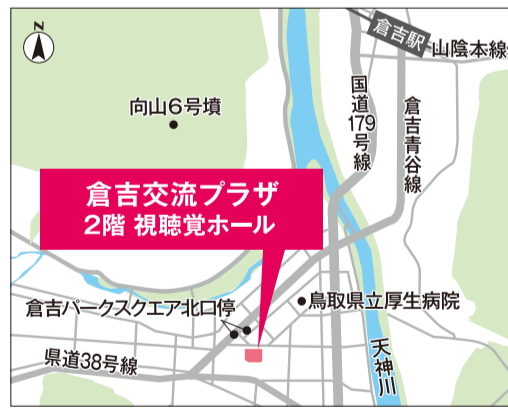 N
倉吉駅
山陰本線
向山6号墳
国道179号線
倉吉青谷線
倉吉交流プラザ
2階 視聴覚ホール
倉吉パークスクエア北口停
鳥取県立厚生病院
県道38号線
天神川